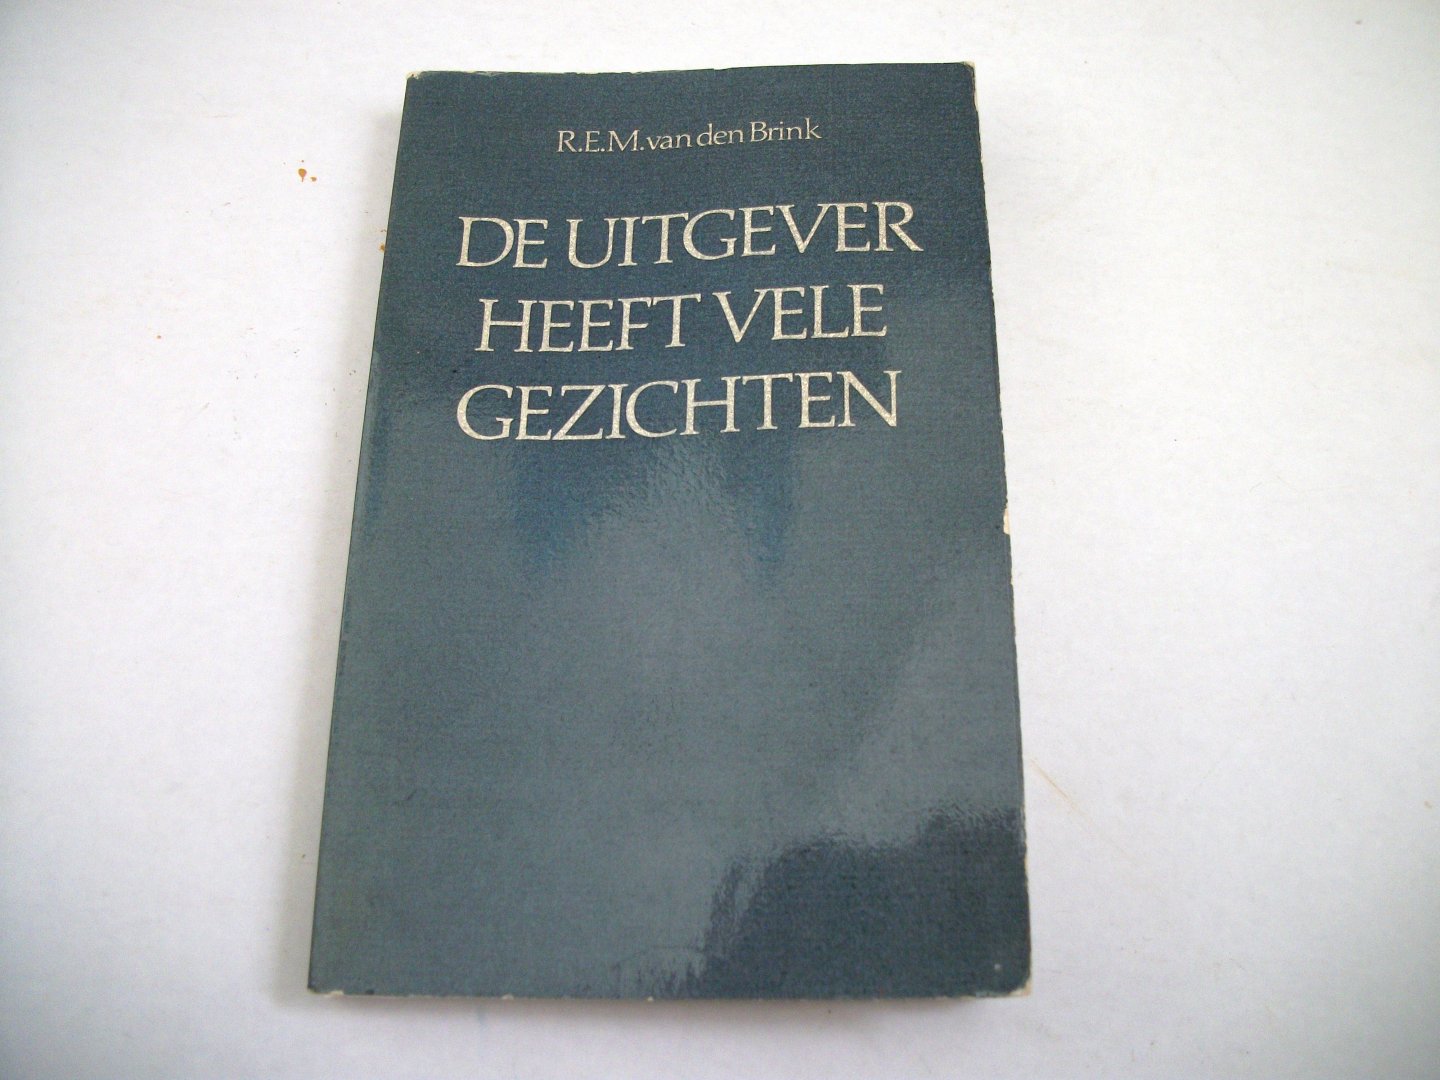 R.E.M. van den Brink
DE UITGEVER
HEEFT VELE
GEZICHTEN